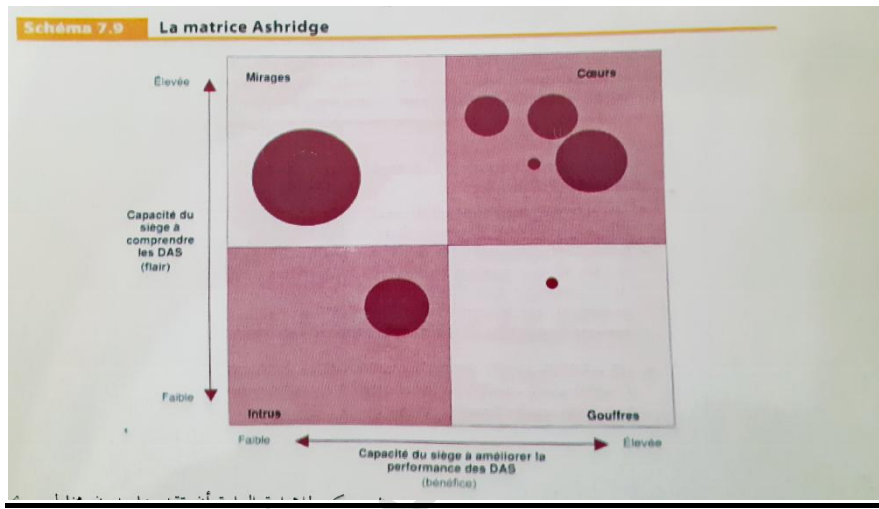 Schéma 7.9 La matrice Ashridge
Élevée
Mirages
Cœurs
Capacité du
siège à
comprendre
les DAS
(flair)
Faible
Intrus
Gouffres
Faible
Élevée
Capacité du siège à améliorer la
performance des DAS
(bénéfice)